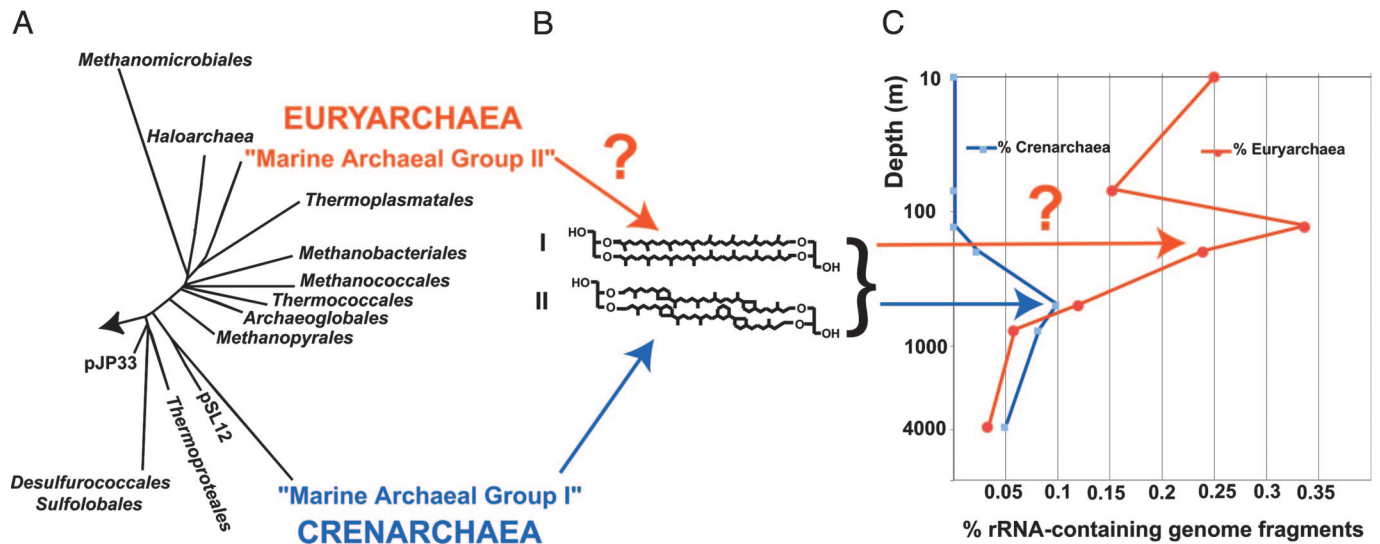 A
Methanomicrobiales
Haloarchaea
EURYARCHAEA
"Marine Archaeal Group II"
Thermoplasmatales
Methanobacteriales
Methanococcales
Thermococcales
Archaeoglobales
Methanopyrales
pJP33
pSL12
Thermoproteales
Desulfurococcales
Sulfolobales
"Marine Archaeal Group I"
CRENARCHAEA
B
?
I
HO
O
O
O
O
OH
II
HO
O
O
O
O
OH
}
C
Depth (m)
10
100
1000
4000
% Crenarchaea
% Euryarchaea
?
0.05 0.1 0.15 0.2 0.25 0.3 0.35
% rRNA-containing genome fragments